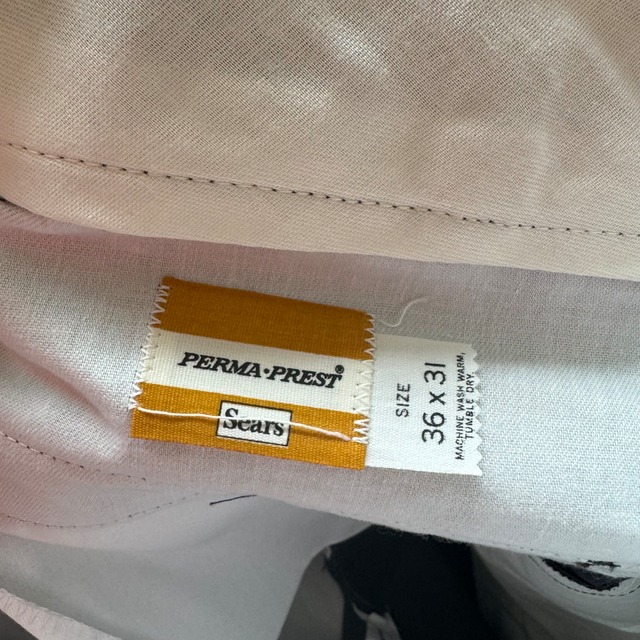 PERMA·PREST®
Sears
SIZE
36 x 31
MACHINE WASH WARM,
TUMBLE DRY.